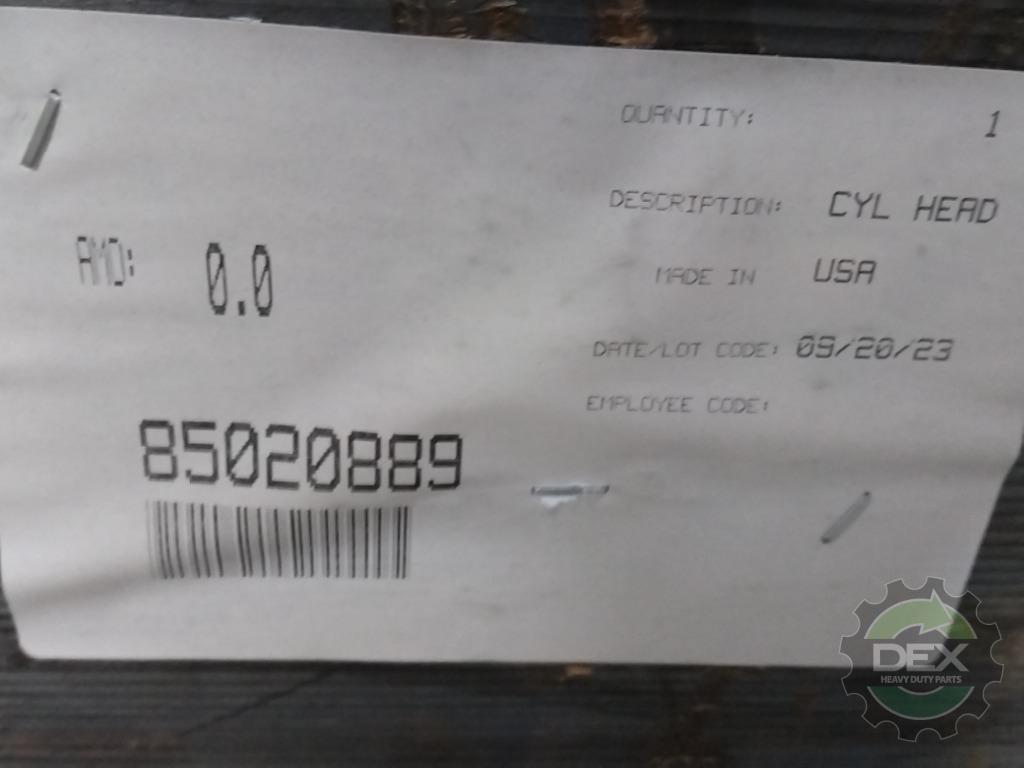 QUANTITY: 1
DESCRIPTION: CYL HEAD
AMO: 0.0
MADE IN USA
DATE/LOT CODE: 09/20/23
EMPLOYEE CODE:
85020889
DEX
HEAVY DUTY PARTS